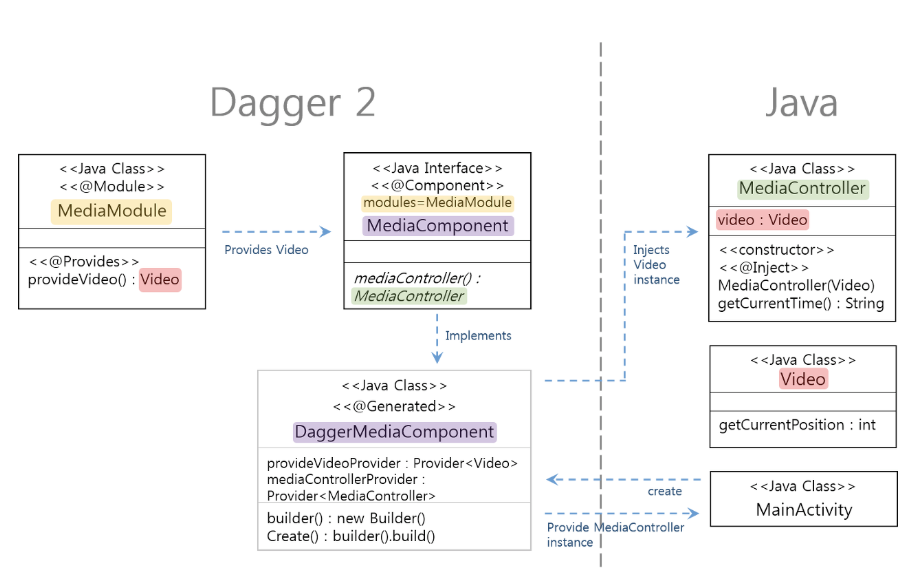 Dagger 2
Java
<<Java Class>>
<<@Module>>
MediaModule
<<@Provides>>
provideVideo() : Video
Provides Video
<<Java Interface>>
<<@Component>>
modules=MediaModule
MediaComponent
mediaController() :
MediaController
Implements
<<Java Class>>
<<@Generated>>
DaggerMediaComponent
provideVideoProvider : Provider<Video>
mediaControllerProvider :
Provider<MediaController>
builder() : new Builder()
Create() : builder().build()
Injects
Video
instance
<<Java Class>>
MediaController
video : Video
<<constructor>>
<<@Inject>>
MediaController(Video)
getCurrentTime() : String
<<Java Class>>
Video
getCurrentPosition : int
create
Provide MediaController
instance
<<Java Class>>
MainActivity